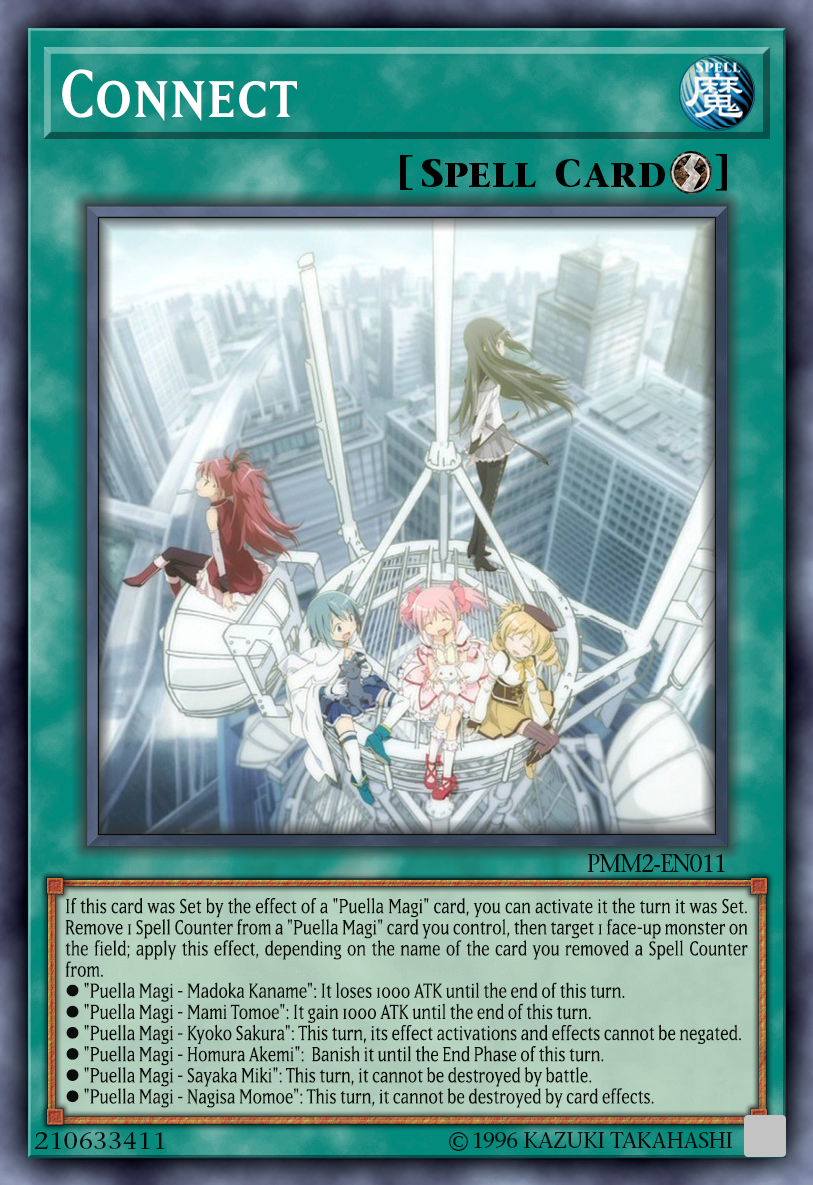 CONNECT
SPELL
魔
[SPELL CARD]
PMM2-EN011
If this card was Set by the effect of a "Puella Magi" card, you can activate it the turn it was Set.
Remove 1 Spell Counter from a "Puella Magi" card you control, then target 1 face-up monster on
the field; apply this effect, depending on the name of the card you removed a Spell Counter
from.
● "Puella Magi - Madoka Kaname": It loses 1000 ATK until the end of this turn.
● "Puella Magi - Mami Tomoe": It gain 1000 ATK until the end of this turn.
● "Puella Magi - Kyoko Sakura": This turn, its effect activations and effects cannot be negated.
● "Puella Magi - Homura Akemi": Banish it until the End Phase of this turn.
● "Puella Magi - Sayaka Miki": This turn, it cannot be destroyed by battle.
● "Puella Magi - Nagisa Momoe": This turn, it cannot be destroyed by card effects.
210633411
© 1996 KAZUKI TAKAHASHI